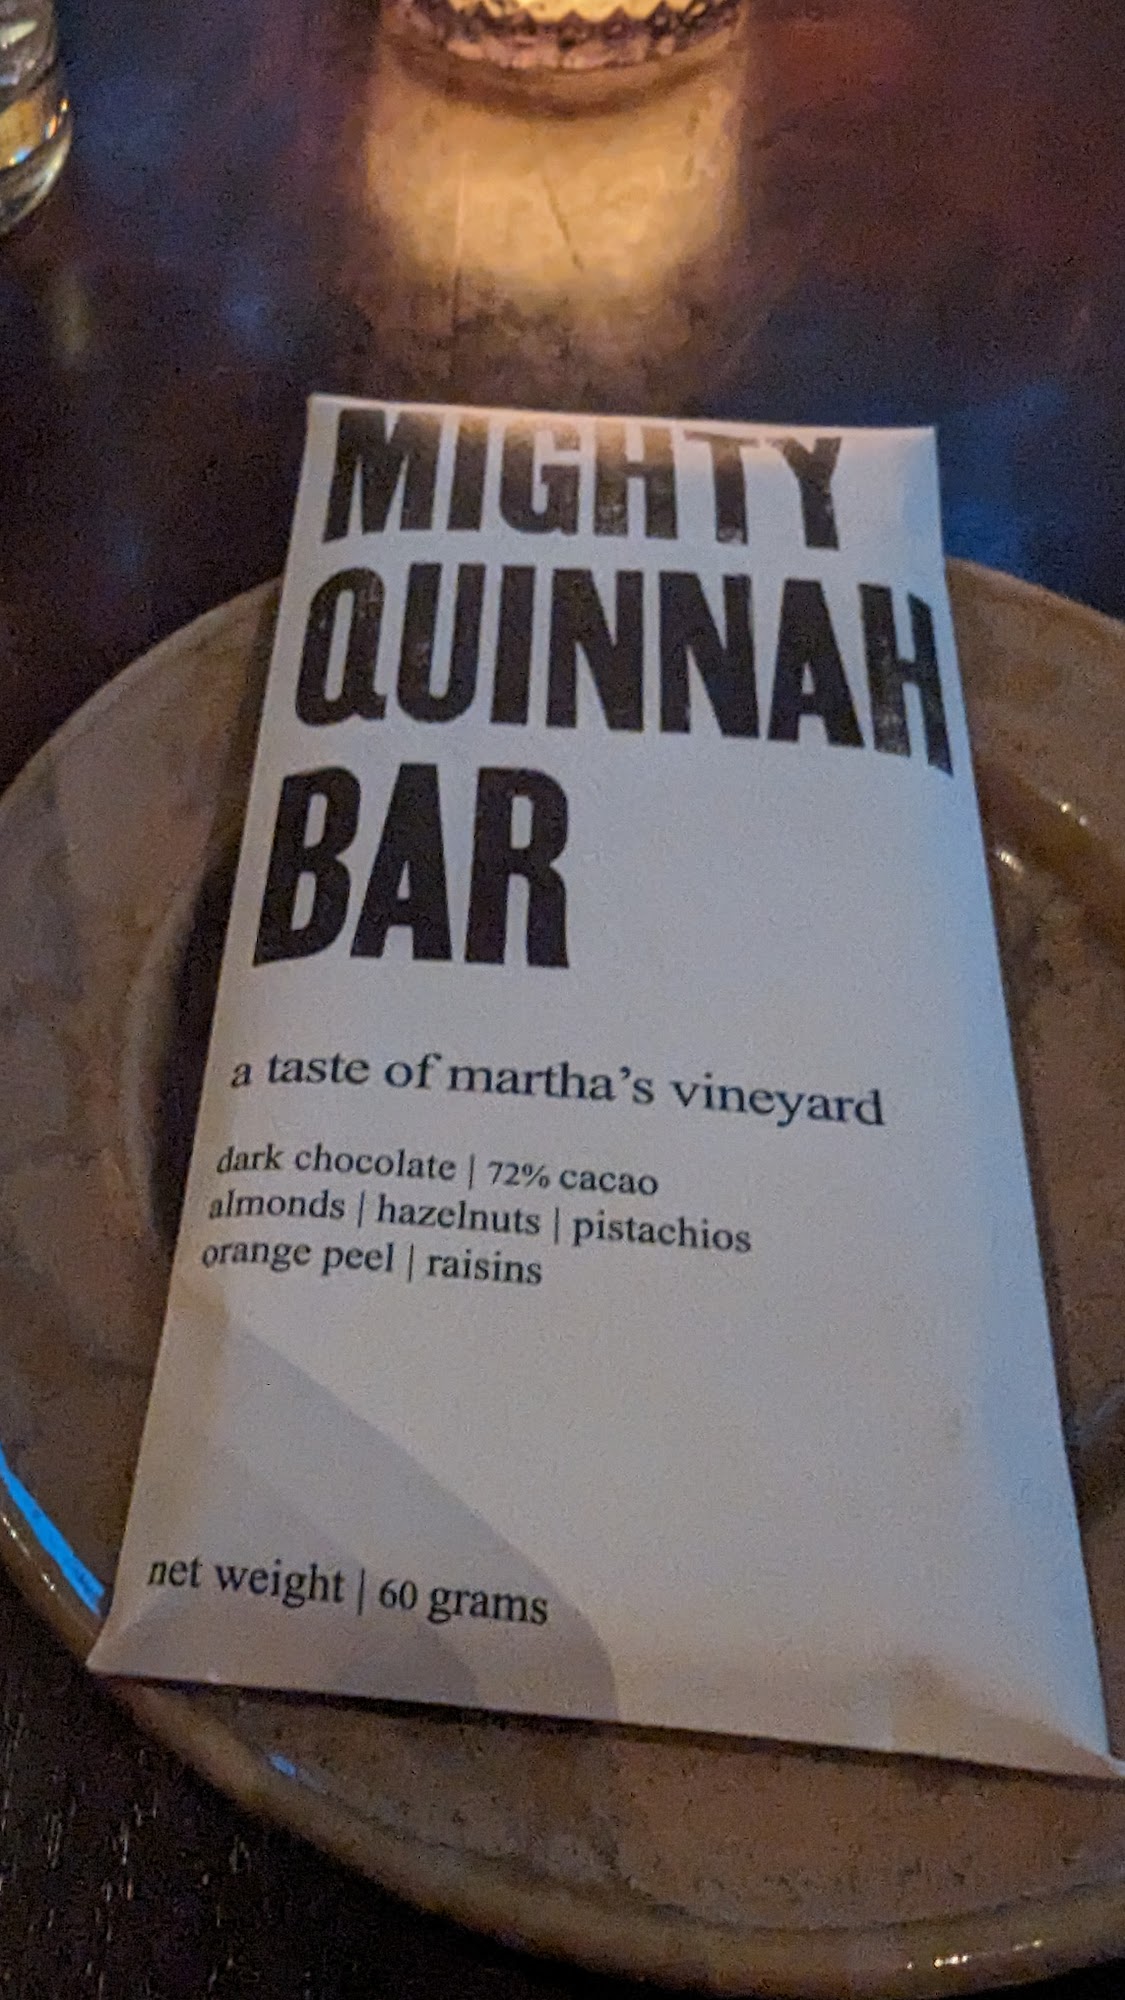 MIGHTY
QUINNAH
BAR
a taste of martha's vineyard
dark chocolate | 72% cacao
almonds | hazelnuts | pistachios
orange peel | raisins
net weight | 60 grams